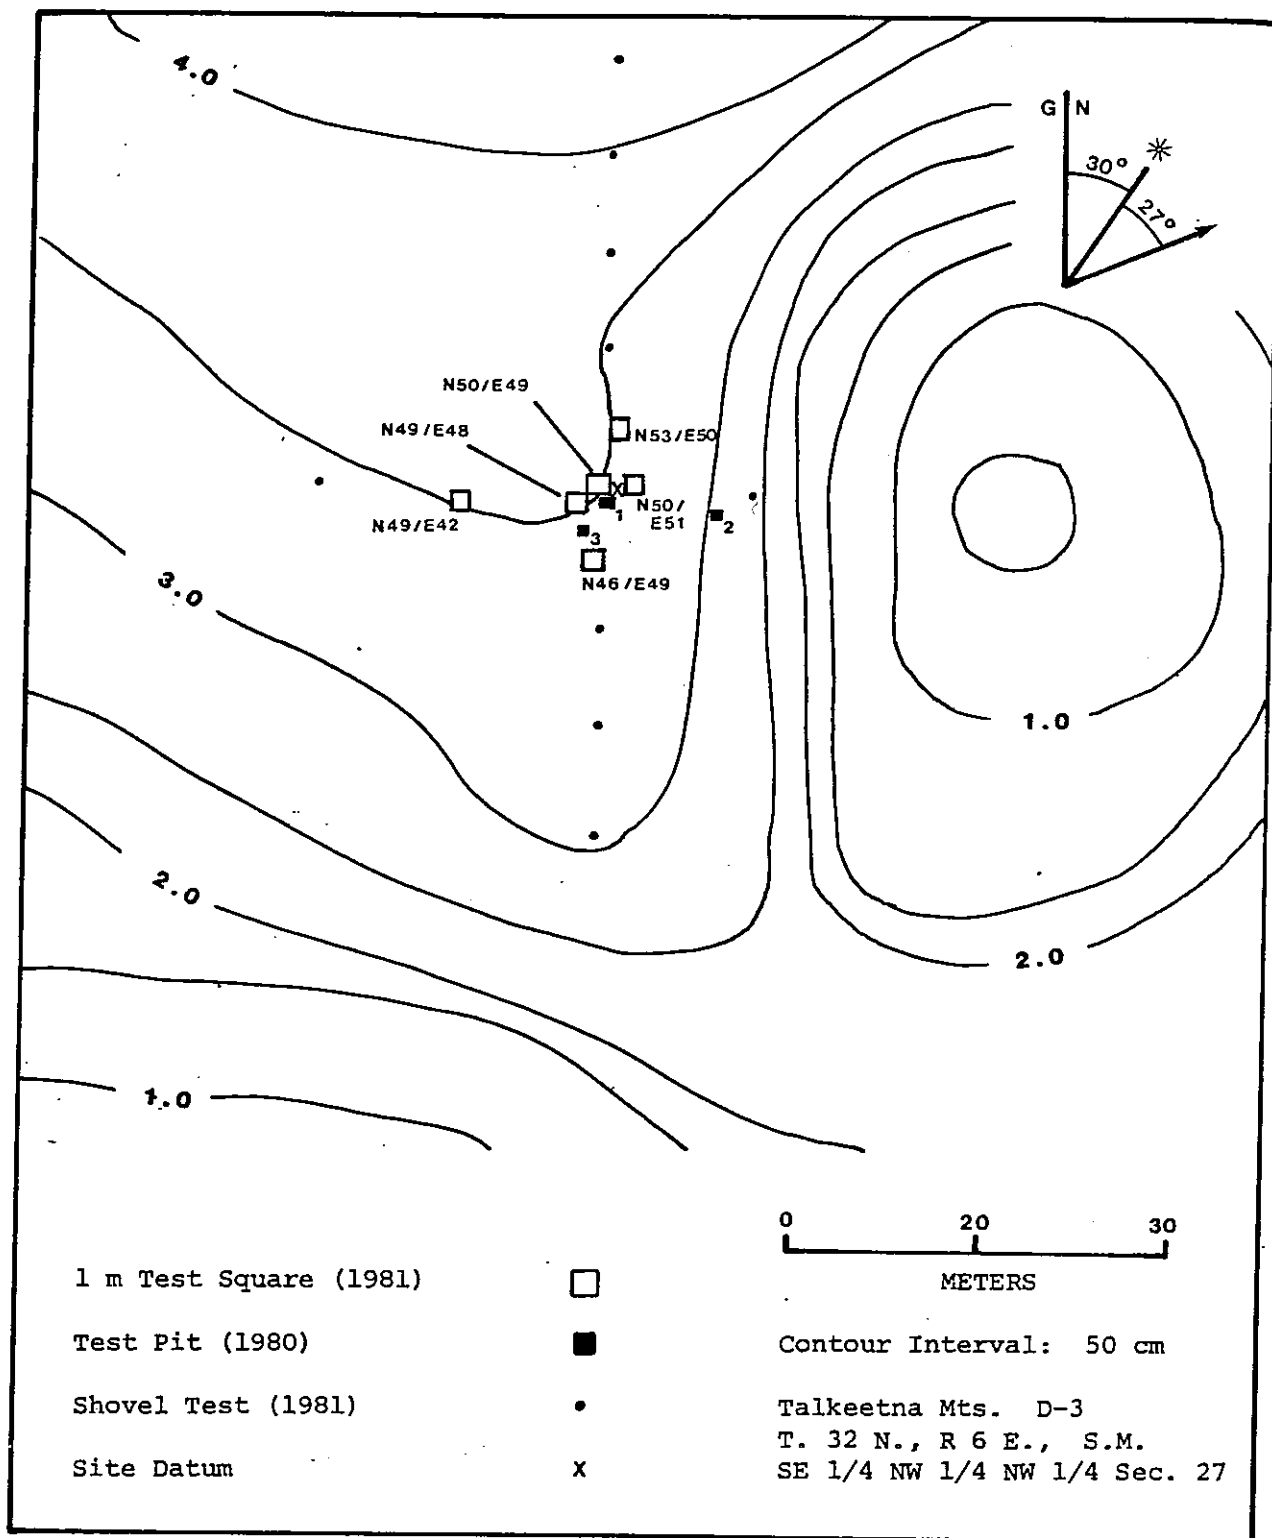 4.0
G N
30°
27°
N50/E49
N49/E48
N53/E50
N49/E42
1
N50/
E51
2
3
N46/E49
3.0
1.0
2.0
2.0
1.0
0 20 30
METERS
1 m Test Square (1981)
Test Pit (1980)
Shovel Test (1981)
Site Datum X
Contour Interval: 50 cm
Talkeetna Mts. D-3
T. 32 N., R 6 E., S.M.
SE 1/4 NW 1/4 NW 1/4 Sec. 27